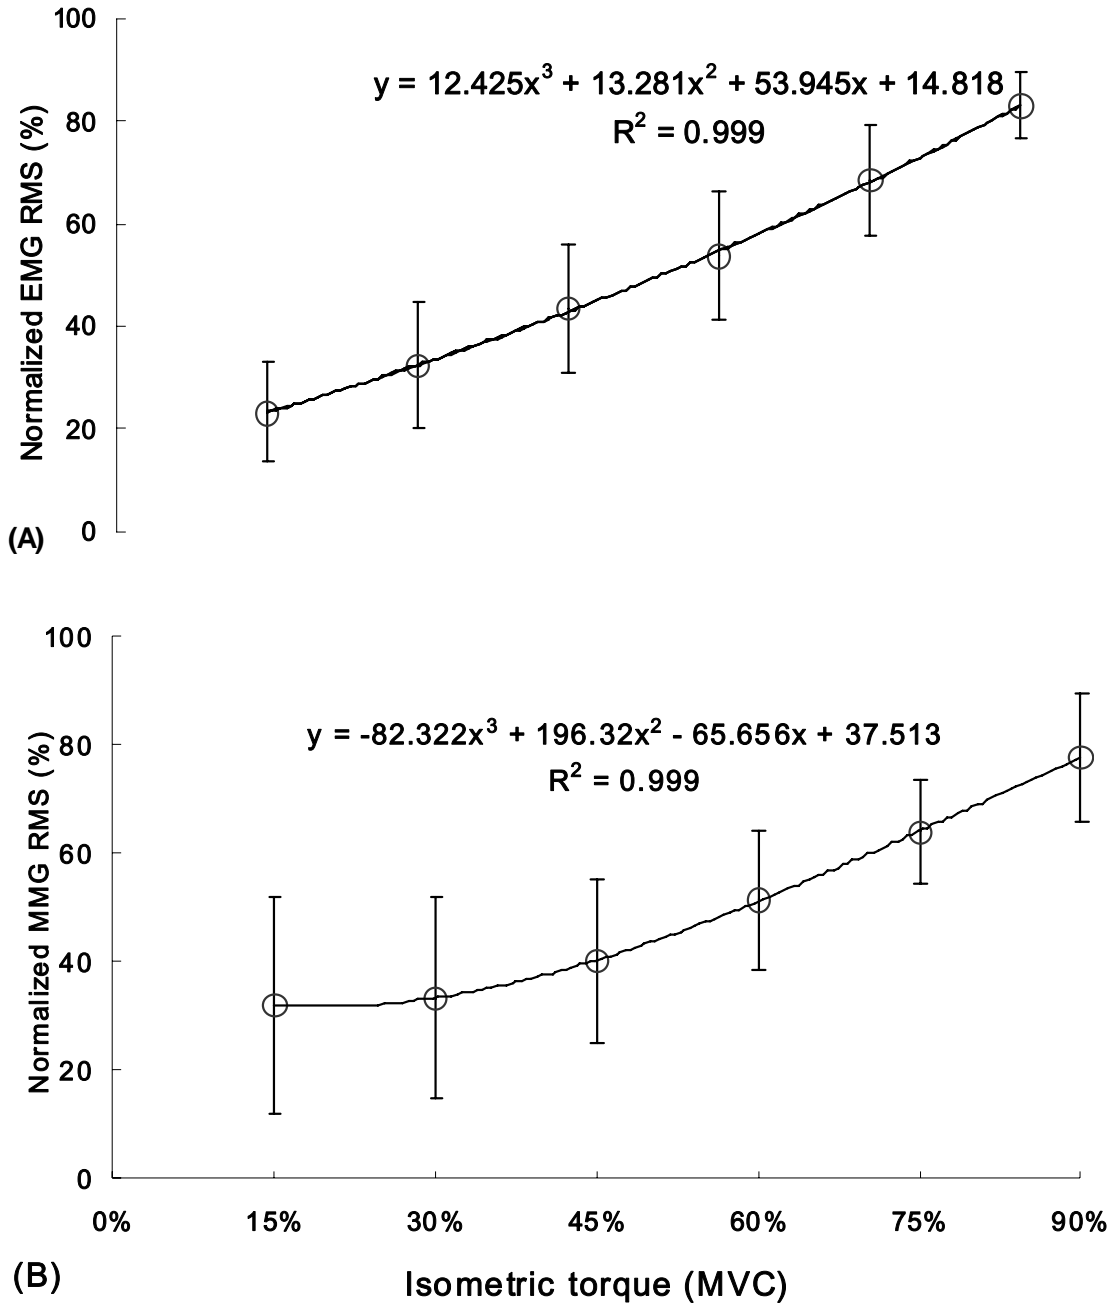 100
80
60
40
20
0
Normalized EMG RMS (%)
y = 12.425x³ + 13.281x² + 53.945x + 14.818
R² = 0.999
(A)
100
80
60
40
20
0
Normalized MMG RMS (%)
y = -82.322x³ + 196.32x² - 65.656x + 37.513
R² = 0.999
0% 15% 30% 45% 60% 75% 90%
Isometric torque (MVC)
(B)